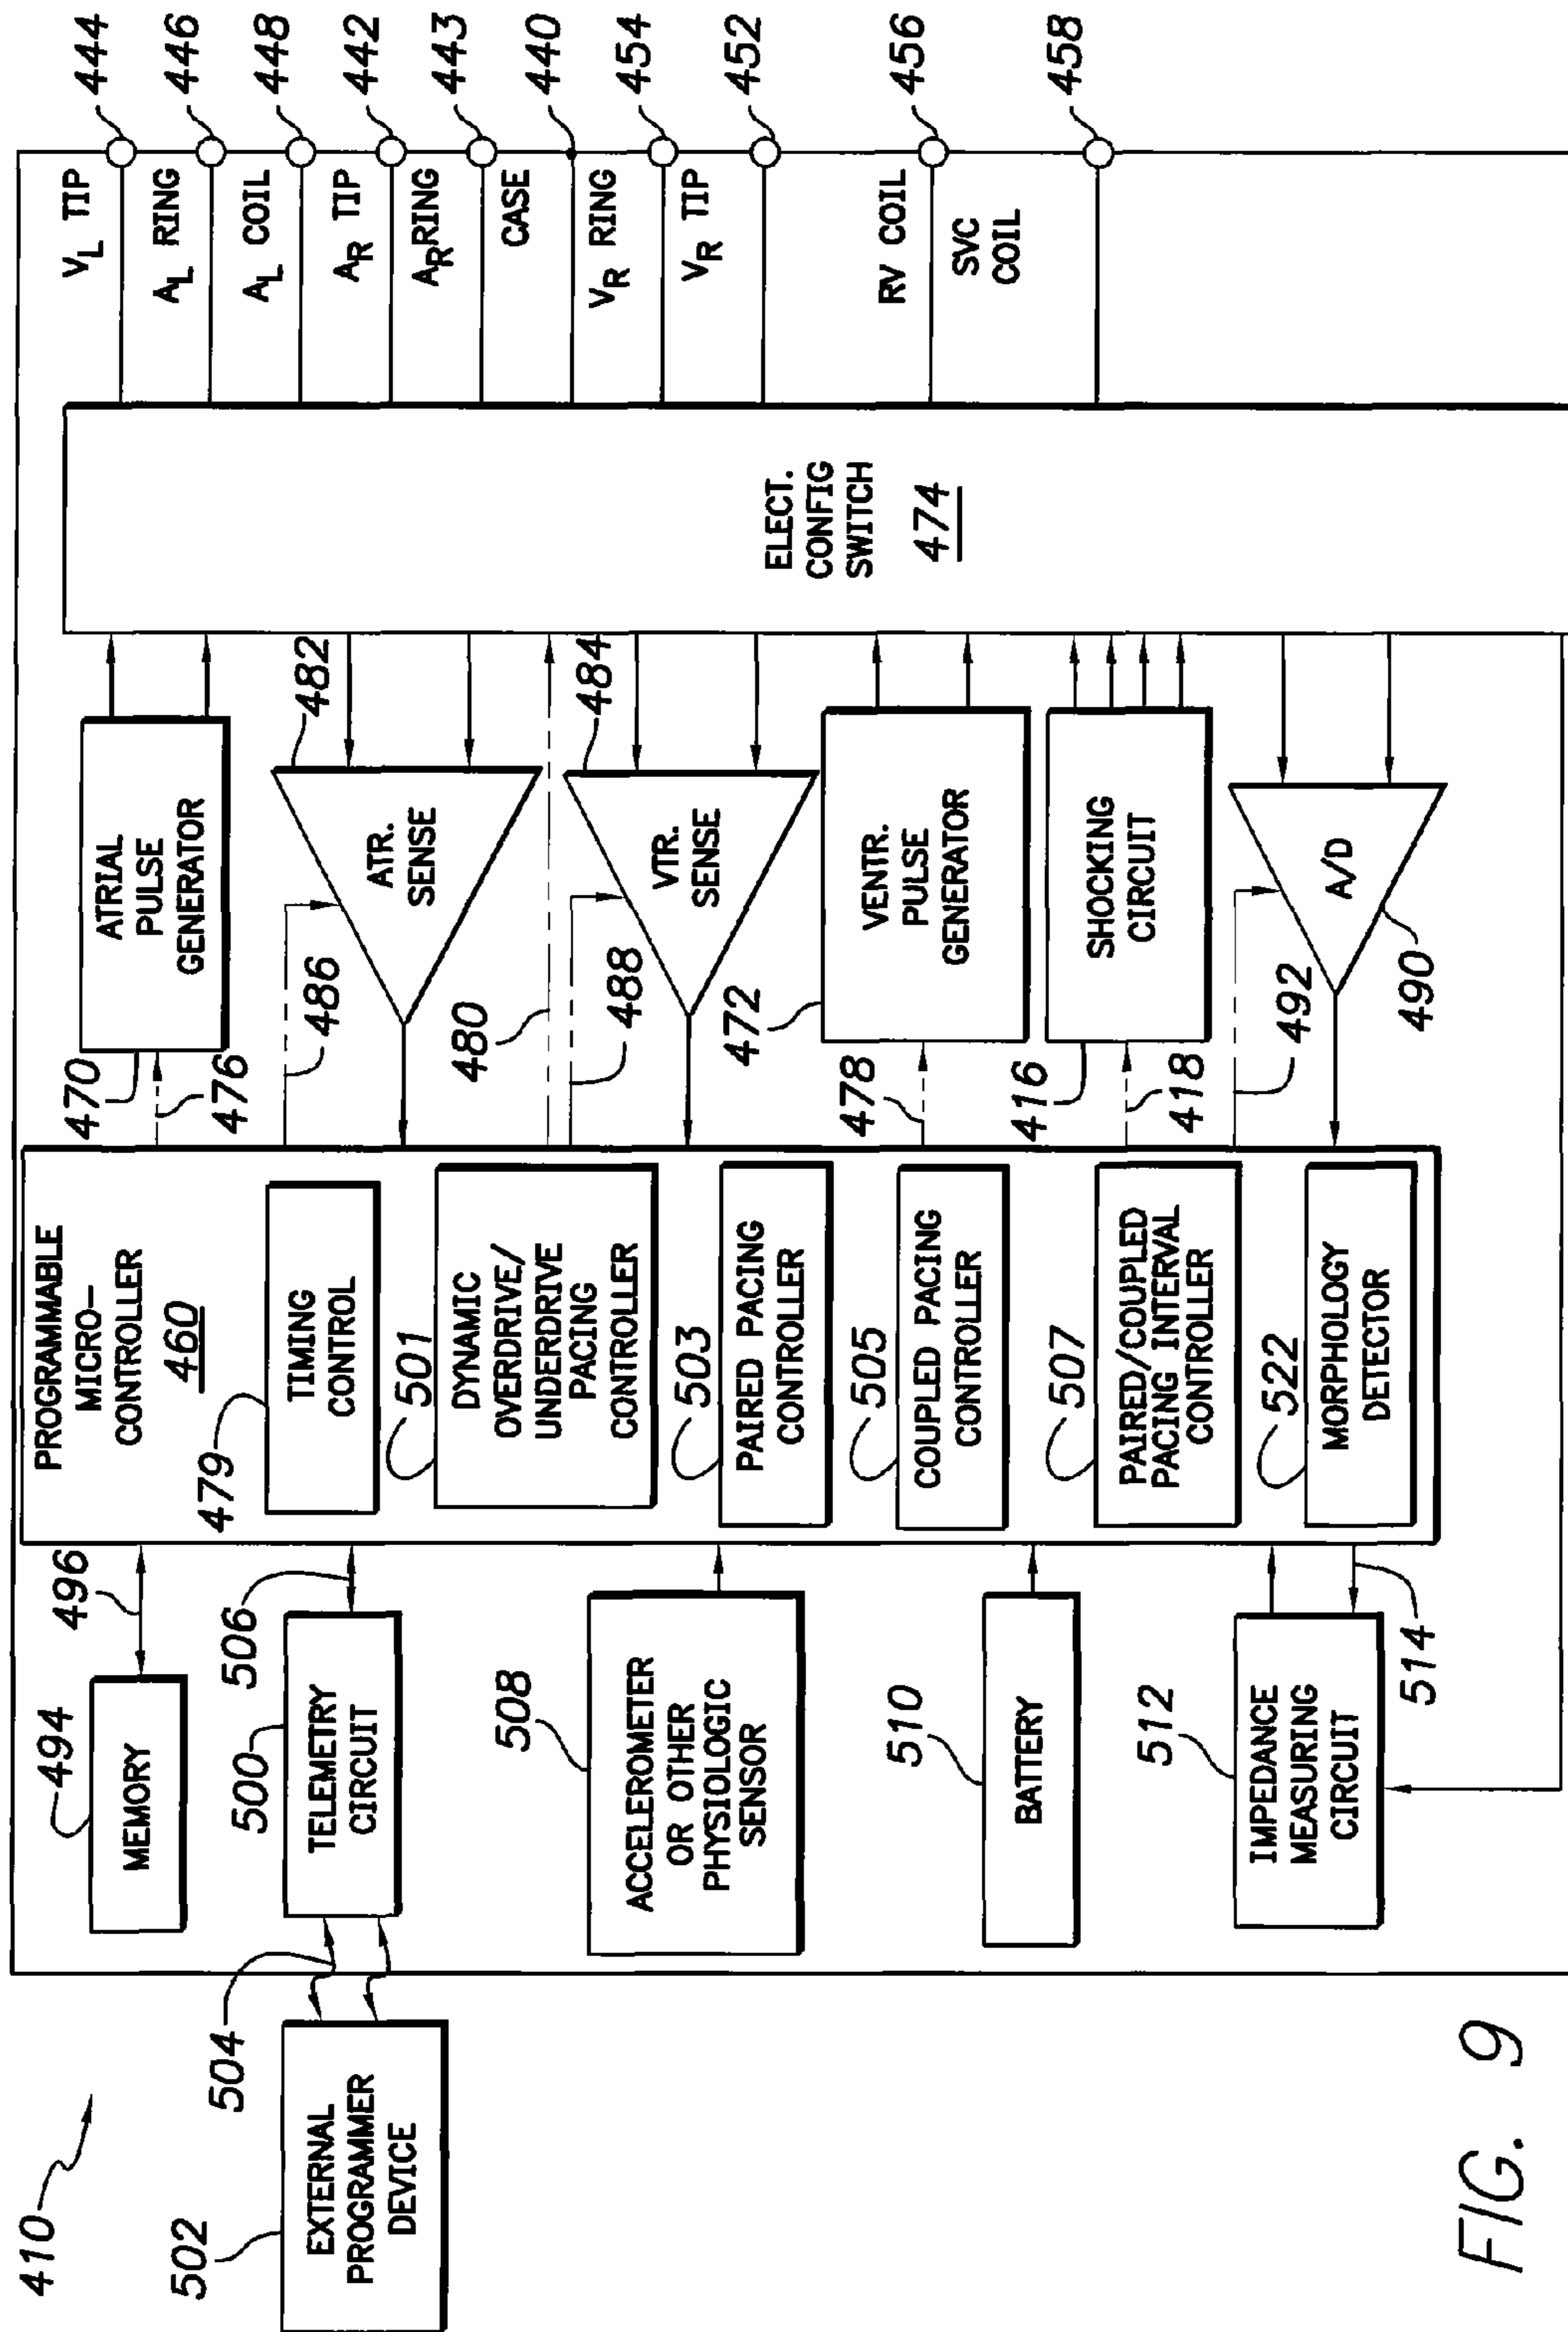 410
502
EXTERNAL
PROGRAMMER
DEVICE
504
494
MEMORY
496
500
TELEMETRY
CIRCUIT
506
508
ACCELEROMETER
OR OTHER
PHYSIOLOGIC
SENSOR
510
BATTERY
512
IMPEDANCE
MEASURING
CIRCUIT
514
PROGRAMMABLE
MICRO-
CONTROLLER
460
479
TIMING
CONTROL
501
DYNAMIC
OVERDRIVE/
UNDERDRIVE
PACING
CONTROLLER
503
PAIRED PACING
CONTROLLER
505
COUPLED PACING
CONTROLLER
507
PAIRED/COUPLED
PACING INTERVAL
CONTROLLER
522
MORPHOLOGY
DETECTOR
470
476
ATRIAL
PULSE
GENERATOR
482
486
ATR.
SENSE
480
484
488
VTR.
SENSE
472
478
VENTR.
PULSE
GENERATOR
416
418
SHOCKING
CIRCUIT
492
A/D
490
ELECT.
CONFIG
SWITCH
474
VL TIP
444
AL RING
446
AL COIL
448
AR TIP
442
AR RING
443
CASE
440
VR RING
454
VR TIP
452
RV COIL
456
SVC
COIL
458
FIG. 9